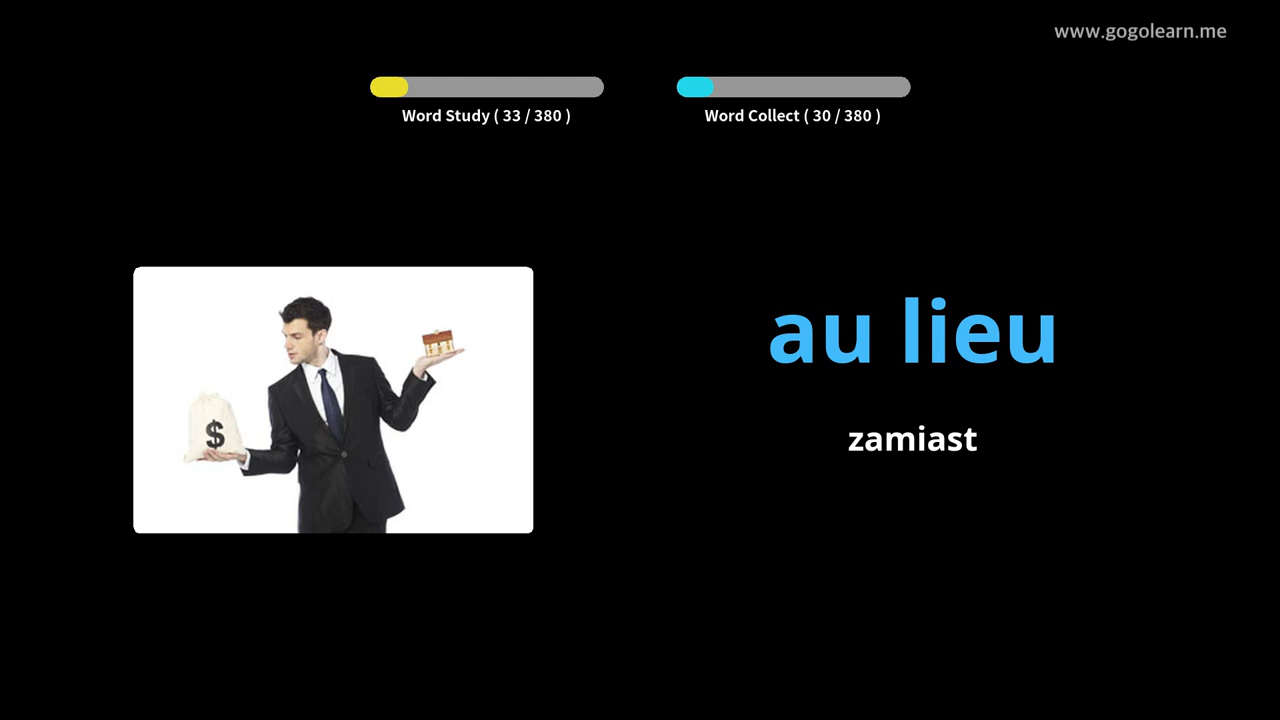 www.gogolearn.me
Word Study ( 33 / 380 )
Word Collect ( 30 / 380 )
au lieu
$
zamiast